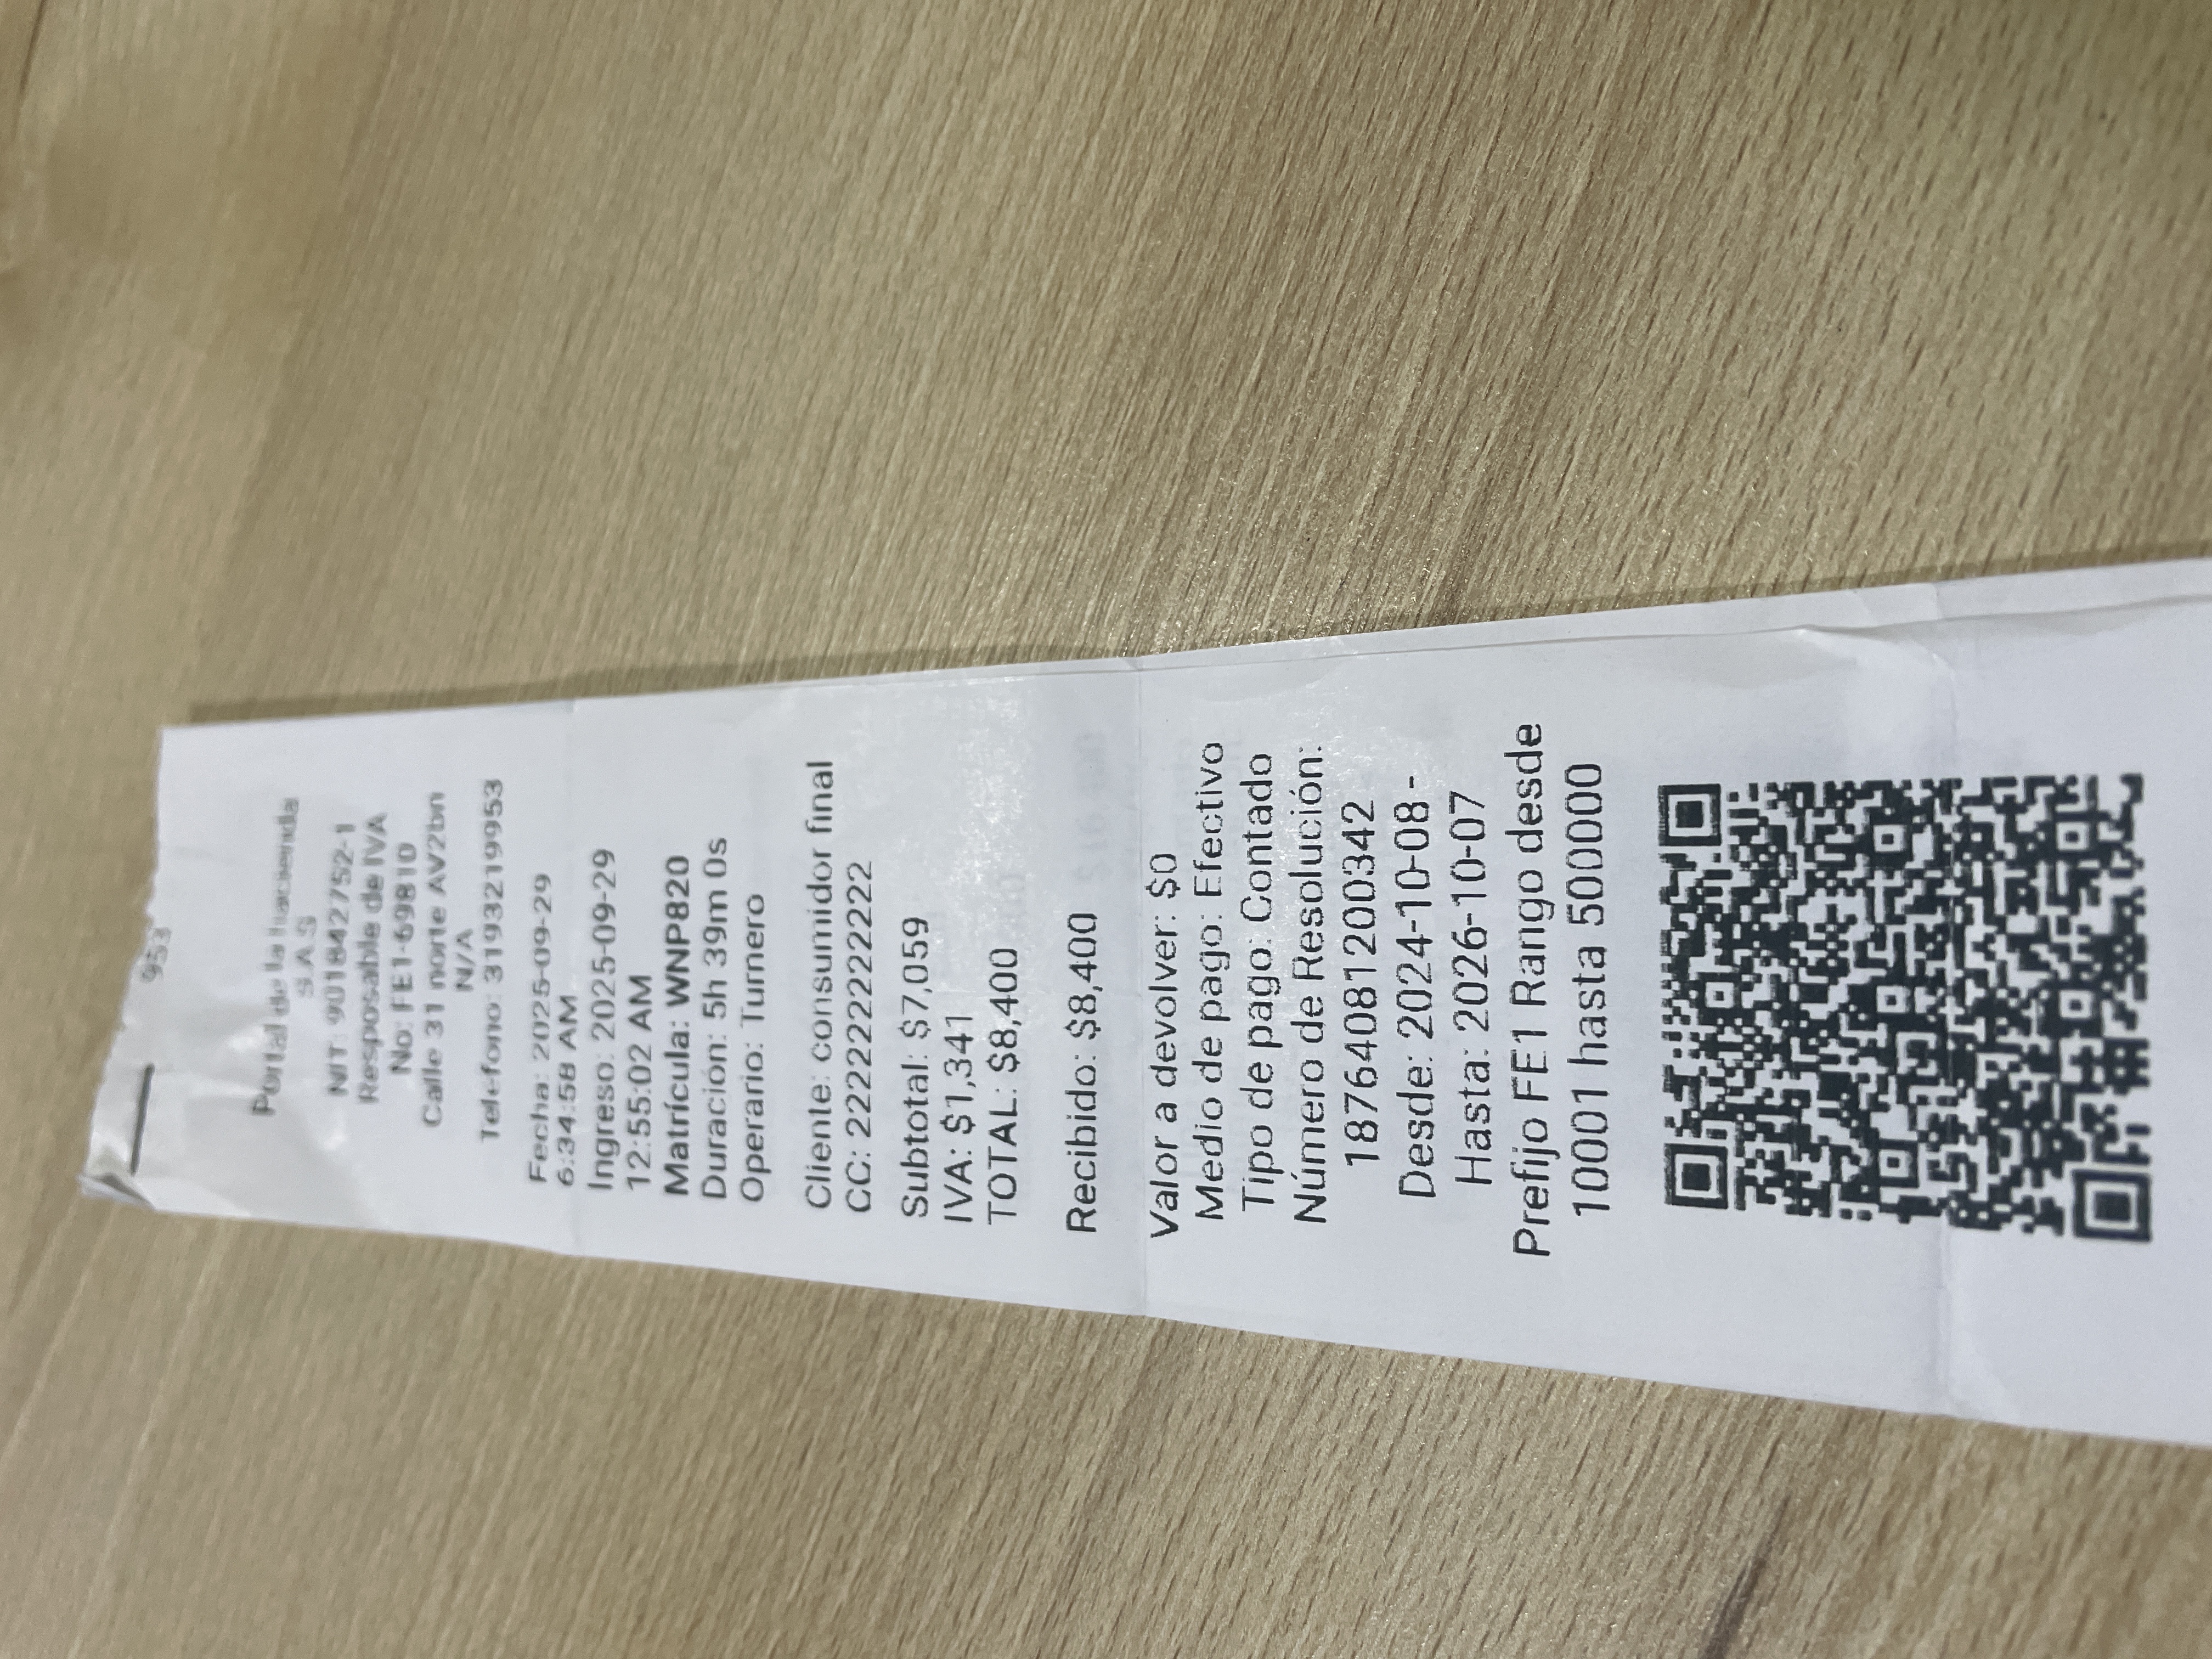 953
Portal de la hacienda
S.A.S
NIT: 901842752-1
Resposable de IVA
No: FE1-69810
Calle 31 norte AV2bn
N/A
Telefono: 3193219953
Fecha: 2025-09-29
6:34:58 AM
Ingreso: 2025-09-29
12:55:02 AM
Matrícula: WNP820
Duración: 5h 39m 0s
Operario: Turnero
Cliente: consumidor final
CC: 222222222222
Subtotal: $7,059
IVA: $1,341
TOTAL: $8,400
Recibido: $8,400
Valor a devolver: $0
Medio de pago: Efectivo
Tipo de pago: Contado
Número de Resolución:
18764081200342
Desde: 2024-10-08 -
Hasta: 2026-10-07
Prefijo FE1 Rango desde
10001 hasta 500000